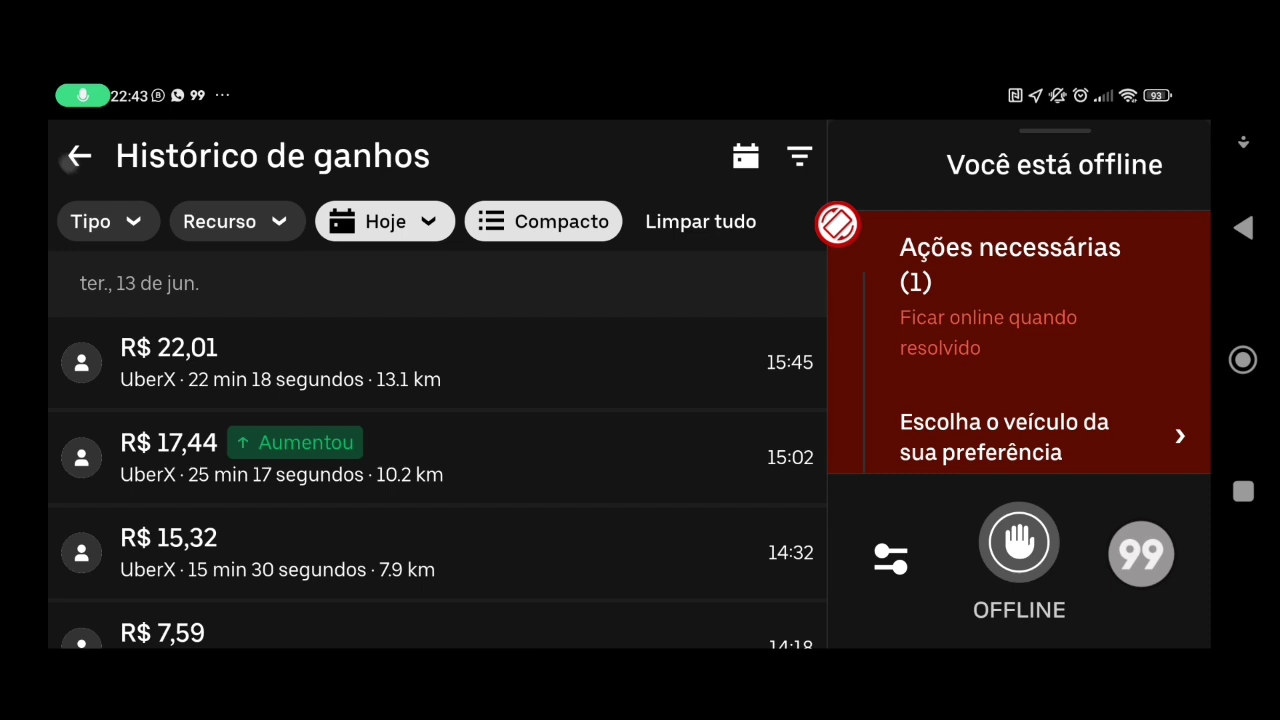 22:43 99 ...
93
Histórico de ganhos
Tipo Recurso Hoje Compacto Limpar tudo
ter., 13 de jun.
R$ 22,01
UberX · 22 min 18 segundos · 13.1 km
15:45
R$ 17,44 ↑ Aumentou
UberX · 25 min 17 segundos · 10.2 km
15:02
R$ 15,32
UberX · 15 min 30 segundos · 7.9 km
14:32
R$ 7,59
14:18
Você está offline
Ações necessárias
(1)
Ficar online quando
resolvido
Escolha o veículo da
sua preferência
99
OFFLINE